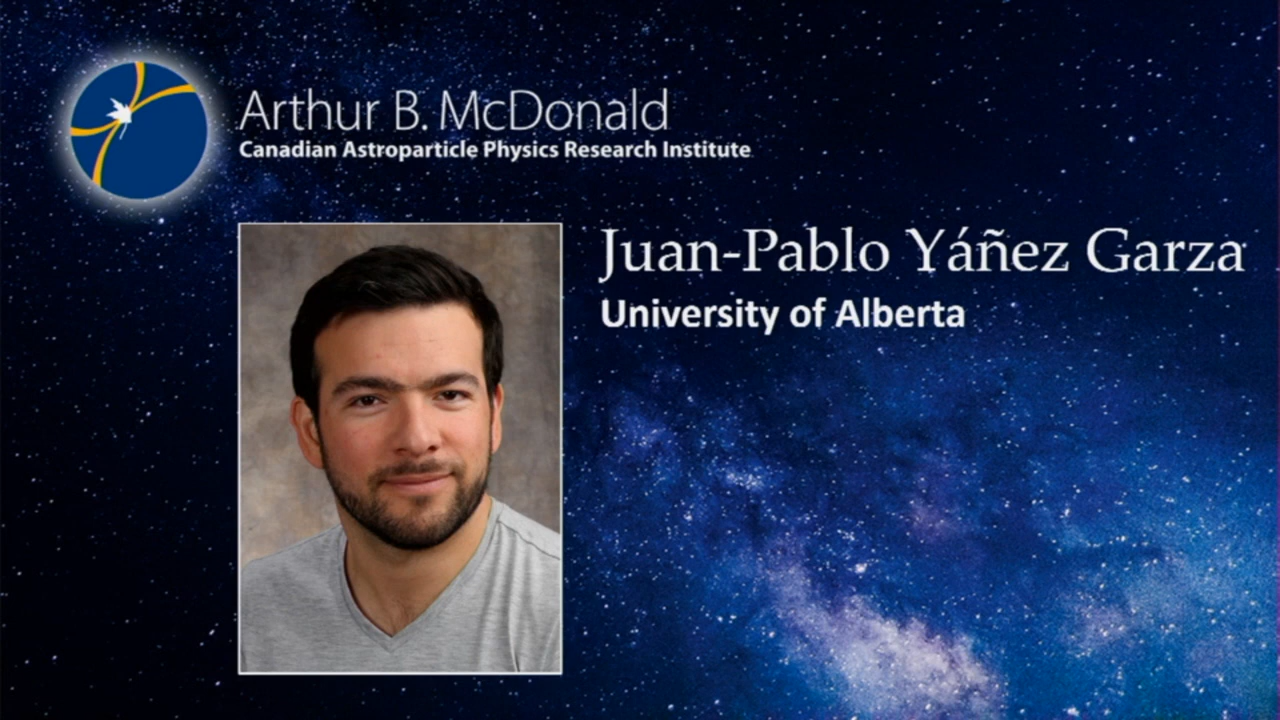 Arthur B. McDonald
Canadian Astroparticle Physics Research Institute
Juan-Pablo Yáñez Garza
University of Alberta